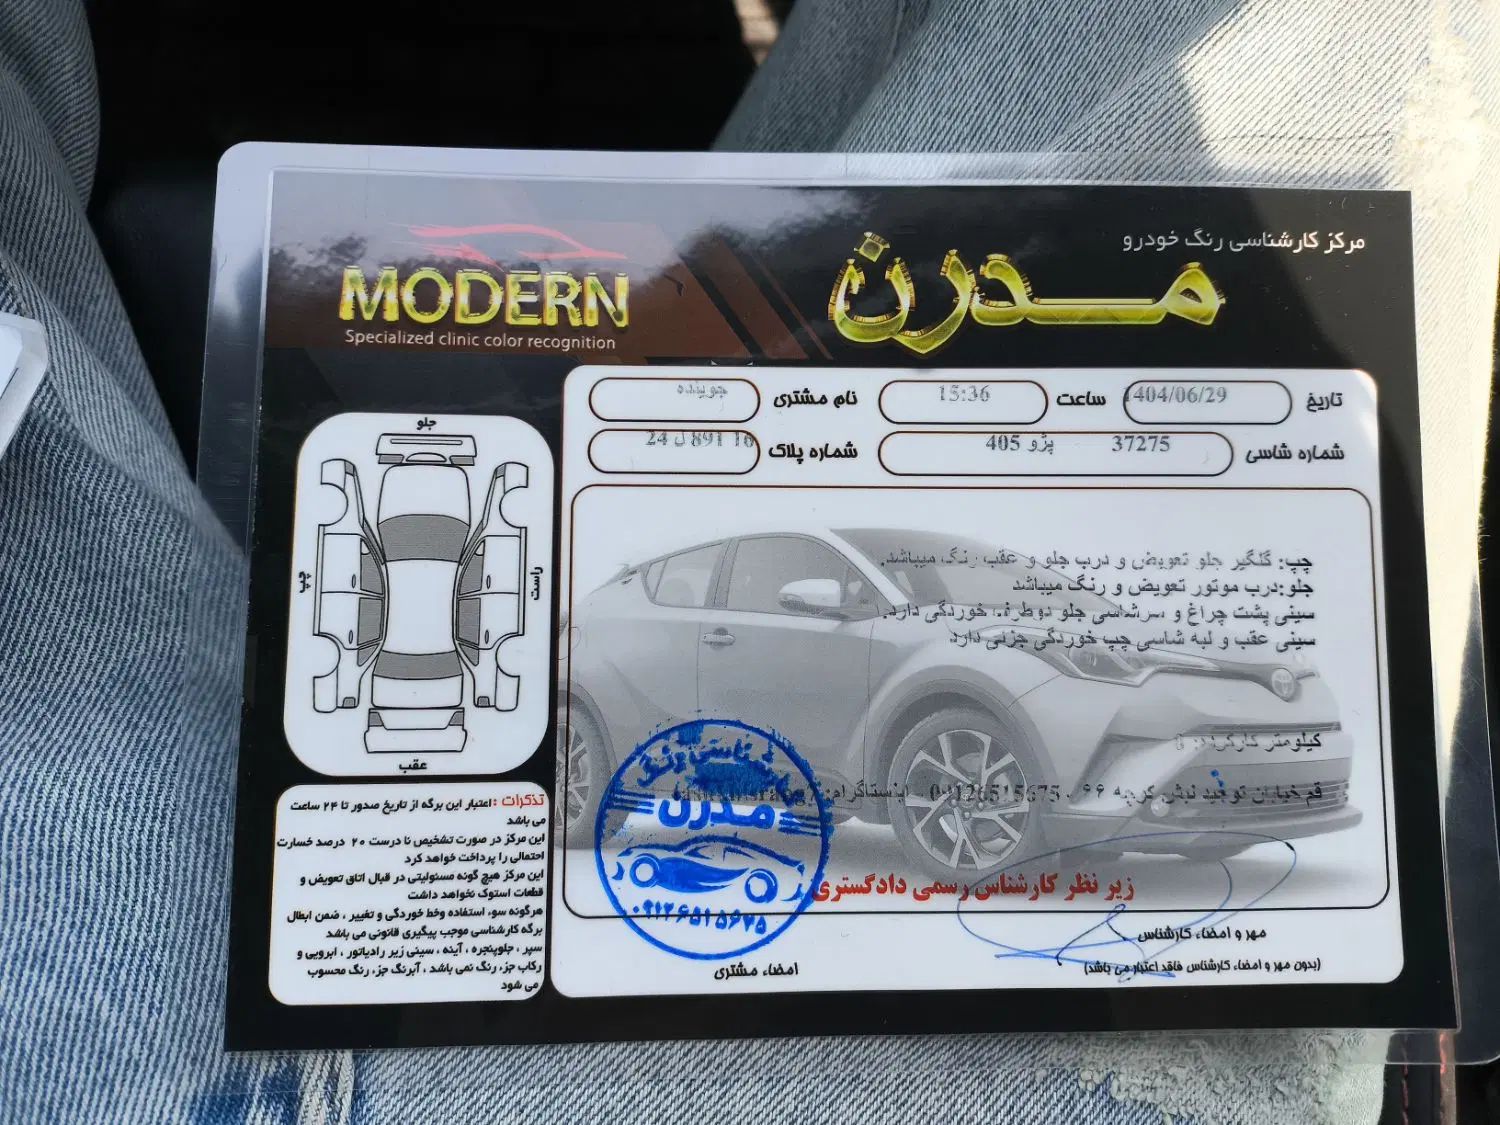 مرکز کارشناسی رنگ خودرو
مدرن
MODERN
Specialized clinic color recognition
تاریخ 1404/06/29 ساعت 15:36 نام مشتری جوینده
شماره شاسی 37275 پژو 405 شماره پلاک 16 891 ل 24
جلو
چپ
راست
عقب
چپ: گلگیر جلو تعویض و درب جلو و عقب رنگ میباشد.
جلو:درب موتور تعویض و رنگ میباشد
سینی پشت چراغ و سرشاسی جلو دوطرف خوردگی دارد.
سینی عقب و لبه شاسی چپ خوردگی جزئی دارد
کیلومتر کارکرد: 0
قم خیابان توحید نبش کوچه ۶۶ - 09126515675 اینستاگرام:
زیر نظر کارشناس رسمی دادگستری
مهر و امضاء کارشناس
(بدون مهر و امضاء کارشناس فاقد اعتبار می باشد)
امضاء مشتری
کارشناسی رنگ
مدرن
۰۹۱۲۶۵۱۵۶۷۵
تذکرات : اعتبار این برگه از تاریخ صدور تا ۲۴ ساعت
می باشد
این مرکز در صورت تشخیص نا درست ۲۰ درصد خسارت
احتمالی را پرداخت خواهد کرد
این مرکز هیچ گونه مسئولیتی در قبال اتاق تعویض و
قطعات استوک نخواهد داشت
هرگونه سوء استفاده وخط خوردگی و تغییر ، ضمن ابطال
برگه کارشناسی موجب پیگیری قانونی می باشد
سپر ، جلوپنجره ، آینه ، سینی زیر رادیاتور ، ابرویی و
رکاب جزء رنگ نمی باشد ، آبرنگ جزء رنگ محسوب
می شود